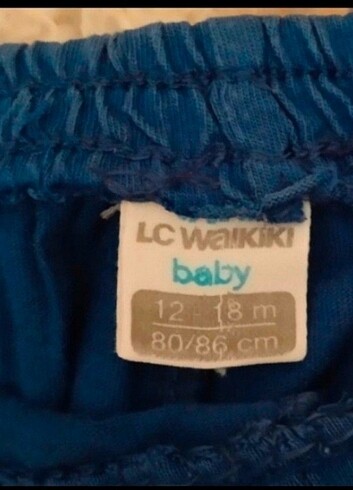 LC WAIKIKI
baby
12 - 18 m
80/86 cm